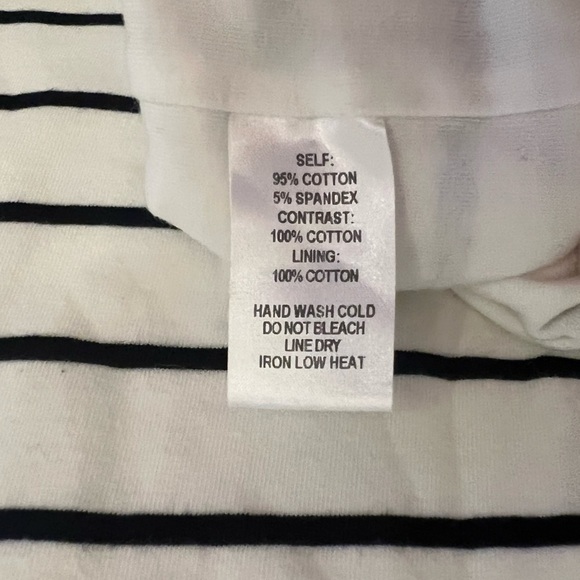 SELF:
95% COTTON
5% SPANDEX
CONTRAST:
100% COTTON
LINING:
100% COTTON
HAND WASH COLD
DO NOT BLEACH
LINE DRY
IRON LOW HEAT